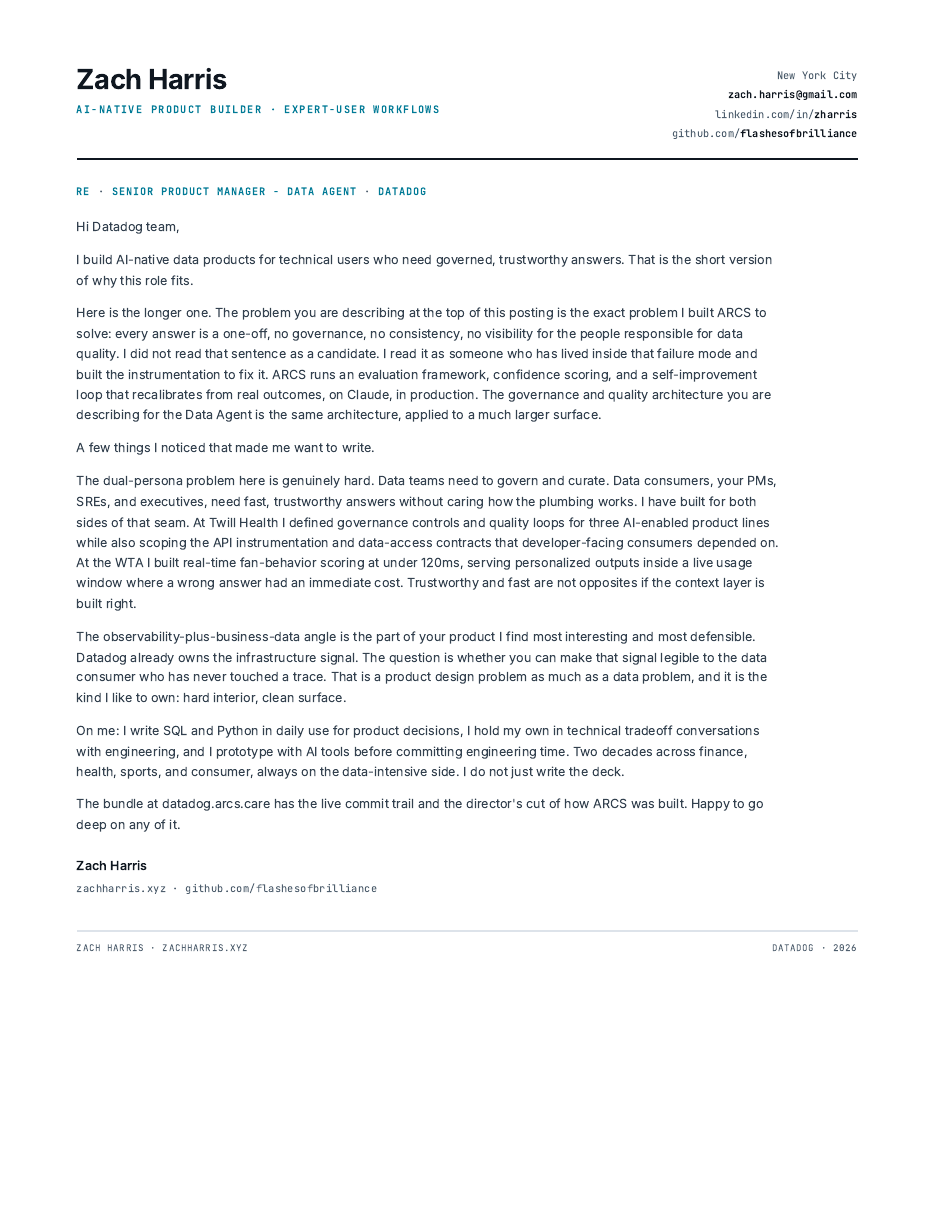 Zach Harris
AI-NATIVE PRODUCT BUILDER · EXPERT-USER WORKFLOWS
New York City
zach.harris@gmail.com
linkedin.com/in/zharris
github.com/flashesofbrilliance
RE · SENIOR PRODUCT MANAGER - DATA AGENT · DATADOG
Hi Datadog team,
I build AI-native data products for technical users who need governed, trustworthy answers. That is the short version
of why this role fits.
Here is the longer one. The problem you are describing at the top of this posting is the exact problem I built ARCS to
solve: every answer is a one-off, no governance, no consistency, no visibility for the people responsible for data
quality. I did not read that sentence as a candidate. I read it as someone who has lived inside that failure mode and
built the instrumentation to fix it. ARCS runs an evaluation framework, confidence scoring, and a self-improvement
loop that recalibrates from real outcomes, on Claude, in production. The governance and quality architecture you are
describing for the Data Agent is the same architecture, applied to a much larger surface.
A few things I noticed that made me want to write.
The dual-persona problem here is genuinely hard. Data teams need to govern and curate. Data consumers, your PMs,
SREs, and executives, need fast, trustworthy answers without caring how the plumbing works. I have built for both
sides of that seam. At Twill Health I defined governance controls and quality loops for three AI-enabled product lines
while also scoping the API instrumentation and data-access contracts that developer-facing consumers depended on.
At the WTA I built real-time fan-behavior scoring at under 120ms, serving personalized outputs inside a live usage
window where a wrong answer had an immediate cost. Trustworthy and fast are not opposites if the context layer is
built right.
The observability-plus-business-data angle is the part of your product I find most interesting and most defensible.
Datadog already owns the infrastructure signal. The question is whether you can make that signal legible to the data
consumer who has never touched a trace. That is a product design problem as much as a data problem, and it is the
kind I like to own: hard interior, clean surface.
On me: I write SQL and Python in daily use for product decisions, I hold my own in technical tradeoff conversations
with engineering, and I prototype with AI tools before committing engineering time. Two decades across finance,
health, sports, and consumer, always on the data-intensive side. I do not just write the deck.
The bundle at datadog.arcs.care has the live commit trail and the director's cut of how ARCS was built. Happy to go
deep on any of it.
Zach Harris
zachharris.xyz · github.com/flashesofbrilliance
ZACH HARRIS · ZACHHARRIS.XYZ
DATADOG · 2026